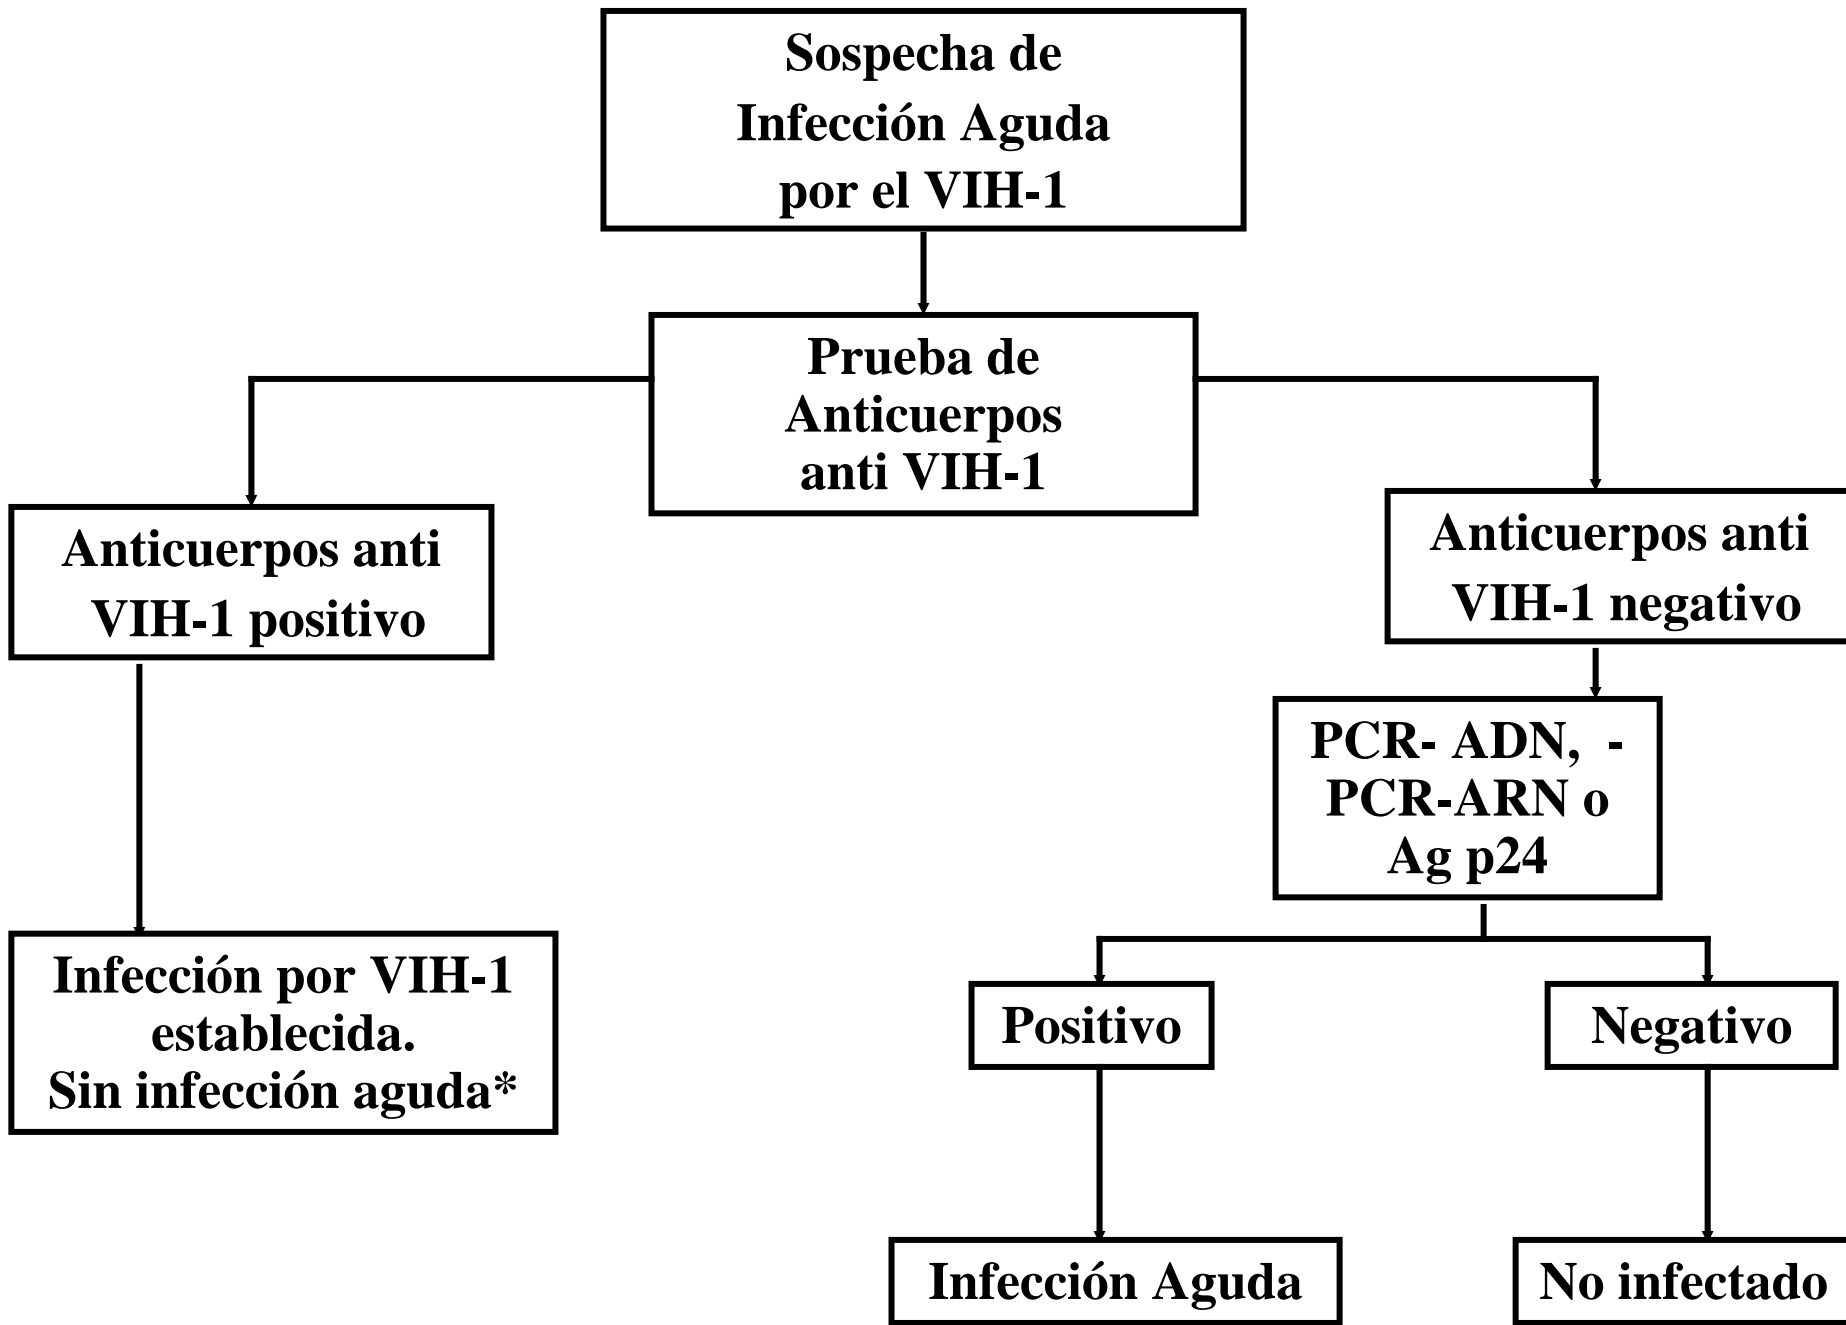 Sospecha de
Infección Aguda
por el VIH-1
Prueba de
Anticuerpos
anti VIH-1
Anticuerpos anti
VIH-1 positivo
Anticuerpos anti
VIH-1 negativo
PCR- ADN,  -
PCR-ARN o
Ag p24
Infección por VIH-1
establecida.
Sin infección aguda*
Positivo
Negativo
Infección Aguda
No infectado